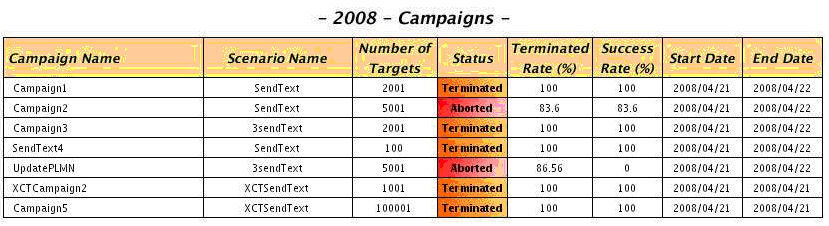 - 2008 - Campaigns -
Campaign Name Scenario Name Number of Targets Status Terminated Rate (%) Success Rate (%) Start Date End Date
Campaign1 SendText 2001 Terminated 100 100 2008/04/21 2008/04/22
Campaign2 SendText 5001 Aborted 83.6 83.6 2008/04/21 2008/04/22
Campaign3 3sendText 2001 Terminated 100 100 2008/04/21 2008/04/22
SendText4 SendText 100 Terminated 100 100 2008/04/21 2008/04/22
UpdatePLMN 3sendText 5001 Aborted 86.56 0 2008/04/21 2008/04/22
XCTCampaign2 XCTSendText 1001 Terminated 100 100 2008/04/21 2008/04/21
Campaign5 XCTSendText 100001 Terminated 100 100 2008/04/21 2008/04/21